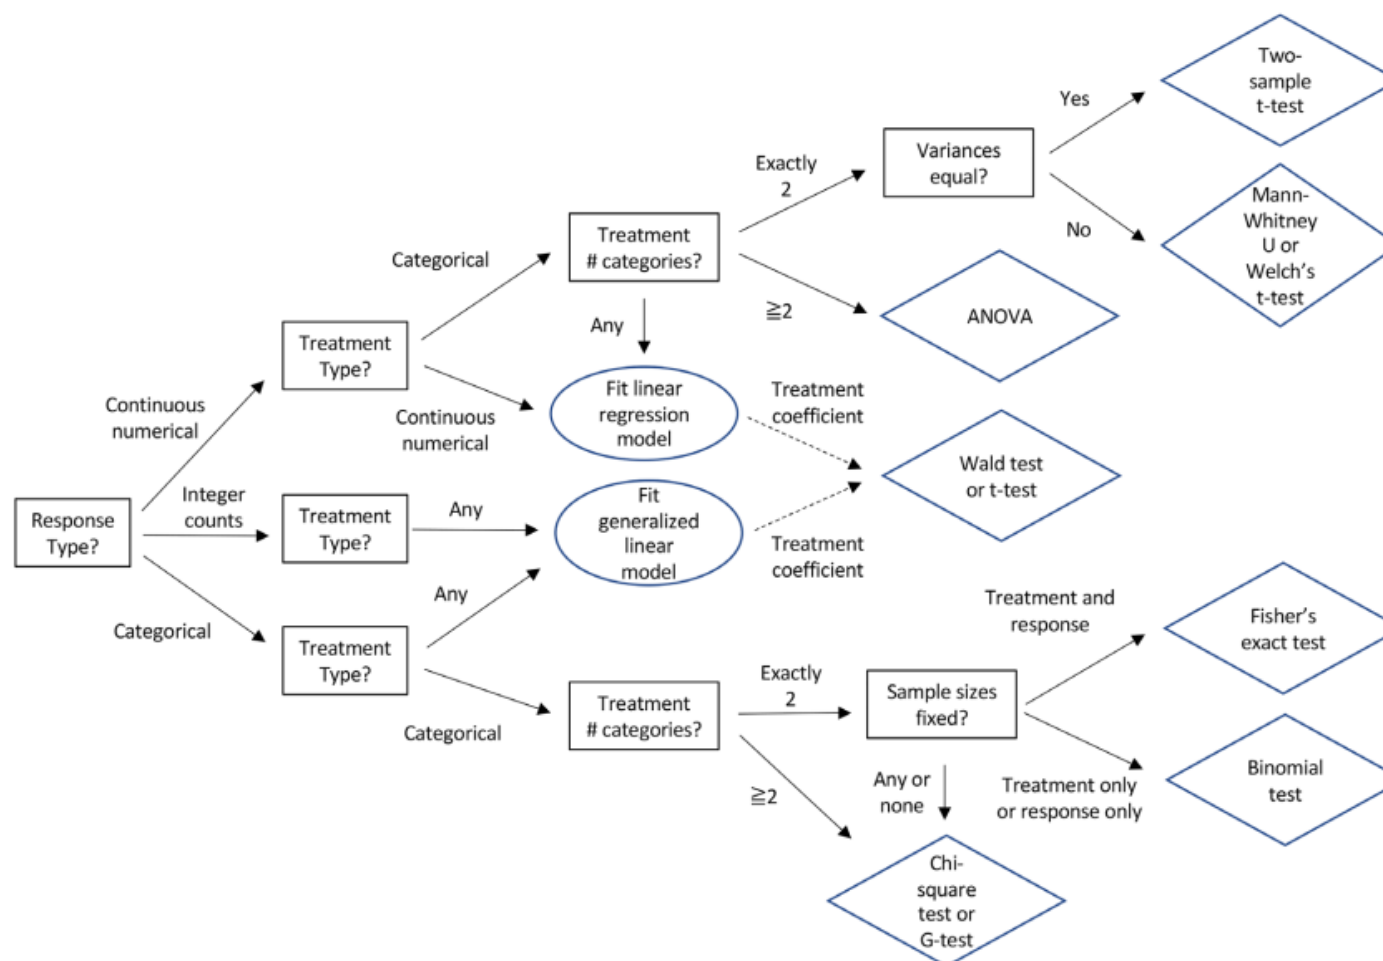 Two-
sample
t-test
Yes
Variances
equal?
Exactly
2
No
Mann-
Whitney
U or
Welch's
t-test
Treatment
# categories?
Categorical
≧2
ANOVA
Any
Treatment
Type?
Continuous
numerical
Continuous
numerical
Fit linear
regression
model
Treatment
coefficient
Wald test
or t-test
Response
Type?
Integer
counts
Treatment
Type?
Any
Fit
generalized
linear
model
Treatment
coefficient
Any
Categorical
Treatment
Type?
Categorical
Treatment
# categories?
Exactly
2
Sample sizes
fixed?
Treatment and
response
Fisher's
exact test
Treatment only
or response only
Binomial
test
≧2
Any or
none
Chi-
square
test or
G-test